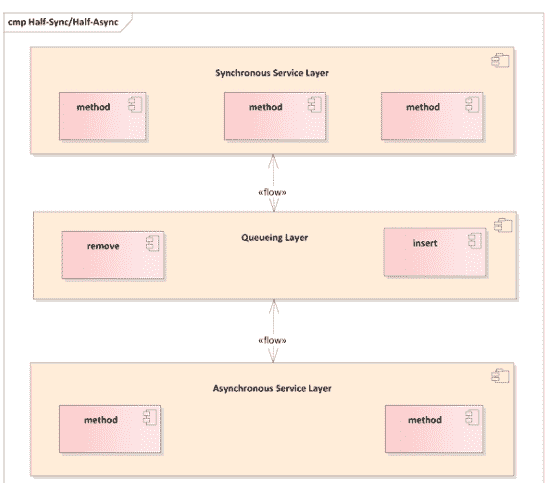 cmp Half-Sync/Half-Async
Synchronous Service Layer
method method method
«flow»
Queueing Layer
remove insert
«flow»
Asynchronous Service Layer
method method